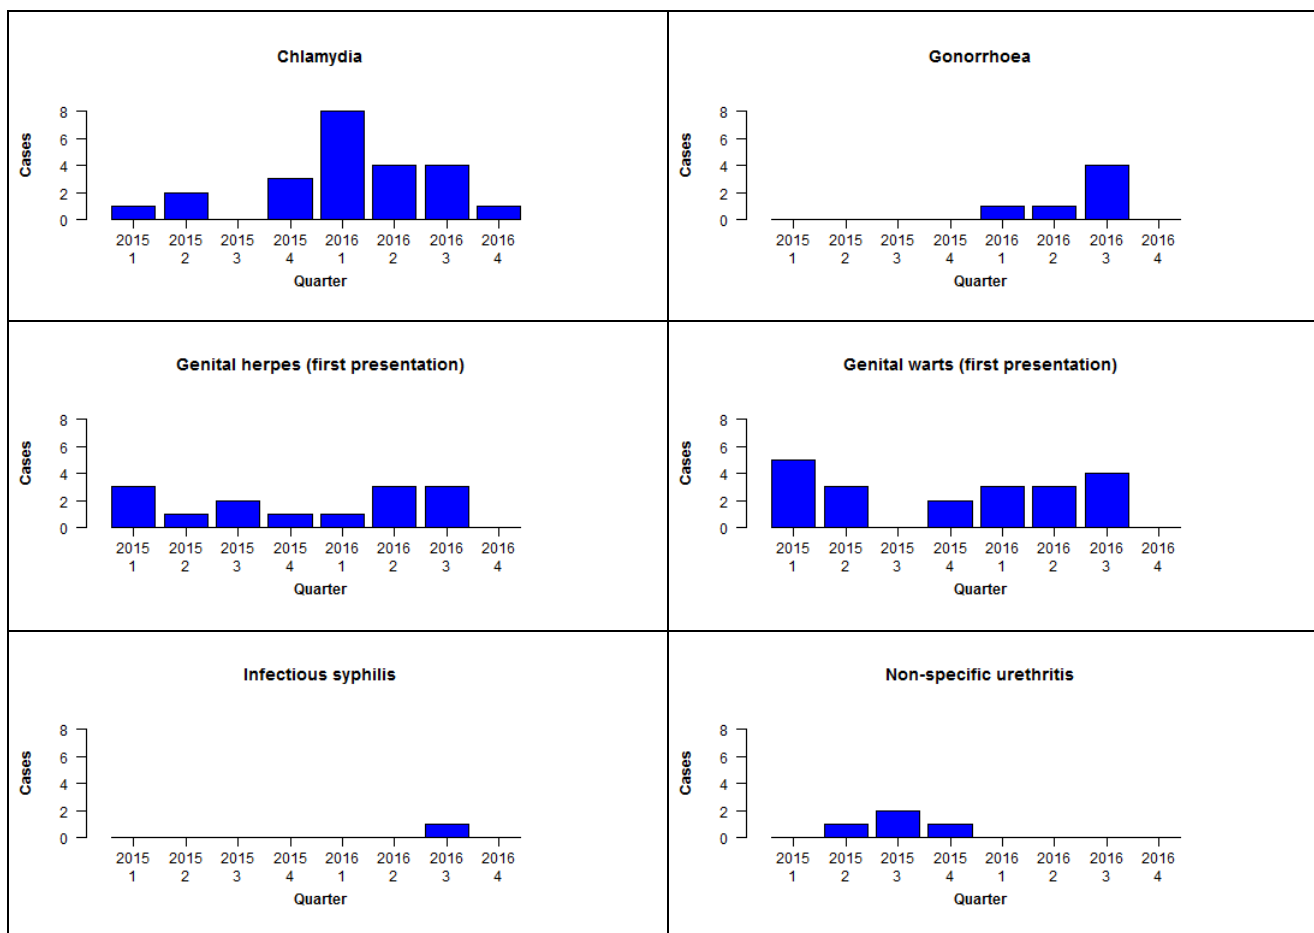 Chlamydia
Cases
8
6
4
2
0
2015 2015 2015 2015 2016 2016 2016 2016
1 2 3 4 1 2 3 4
Quarter
Gonorrhoea
Cases
8
6
4
2
0
2015 2015 2015 2015 2016 2016 2016 2016
1 2 3 4 1 2 3 4
Quarter
Genital herpes (first presentation)
Cases
8
6
4
2
0
2015 2015 2015 2015 2016 2016 2016 2016
1 2 3 4 1 2 3 4
Quarter
Genital warts (first presentation)
Cases
8
6
4
2
0
2015 2015 2015 2015 2016 2016 2016 2016
1 2 3 4 1 2 3 4
Quarter
Infectious syphilis
Cases
8
6
4
2
0
2015 2015 2015 2015 2016 2016 2016 2016
1 2 3 4 1 2 3 4
Quarter
Non-specific urethritis
Cases
8
6
4
2
0
2015 2015 2015 2015 2016 2016 2016 2016
1 2 3 4 1 2 3 4
Quarter